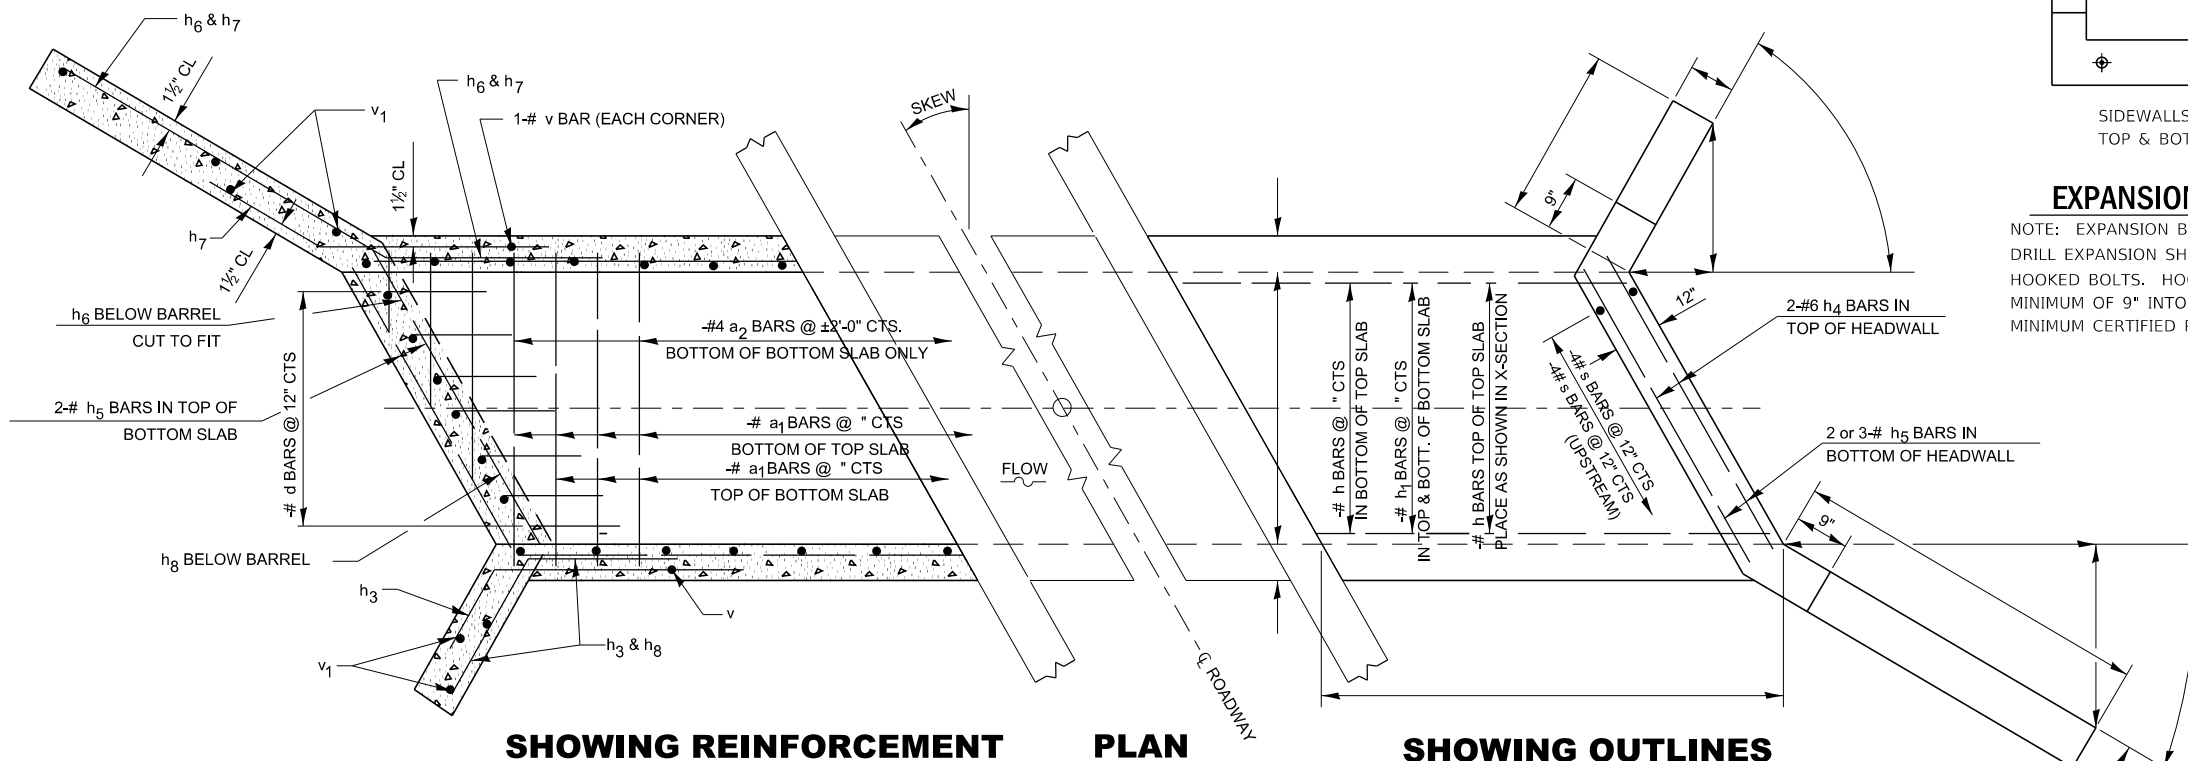 h6 & h7
1½" CL
v1
h6 & h7
1-# v BAR (EACH CORNER)
1½" CL
h7
1½" CL
h6 BELOW BARREL
CUT TO FIT
-# d BARS @ 12" CTS
2-# h5 BARS IN TOP OF
BOTTOM SLAB
h8 BELOW BARREL
h3
v1
h3 & h8
v
-#4 a2 BARS @ ±2'-0" CTS.
BOTTOM OF BOTTOM SLAB ONLY
-# a1 BARS @ " CTS
BOTTOM OF TOP SLAB
-# a1 BARS @ " CTS
TOP OF BOTTOM SLAB
SKEW
FLOW
℄ ROADWAY
-# h BARS @ " CTS
IN BOTTOM OF TOP SLAB
-# h1 BARS @ " CTS
IN TOP & BOTT. OF BOTTOM SLAB
-# h BARS TOP OF TOP SLAB
PLACE AS SHOWN IN X-SECTION
9"
12"
-4# s BARS @ 12" CTS
-4# s BARS @ 12" CTS
(UPSTREAM)
2-#6 h4 BARS IN
TOP OF HEADWALL
2 or 3-# h5 BARS IN
BOTTOM OF HEADWALL
9"
SIDEWALLS
TOP & BOT
EXPANSION
NOTE: EXPANSION B
DRILL EXPANSION SH
HOOKED BOLTS. HOO
MINIMUM OF 9" INTO
MINIMUM CERTIFIED P
SHOWING REINFORCEMENT
PLAN
SHOWING OUTLINES